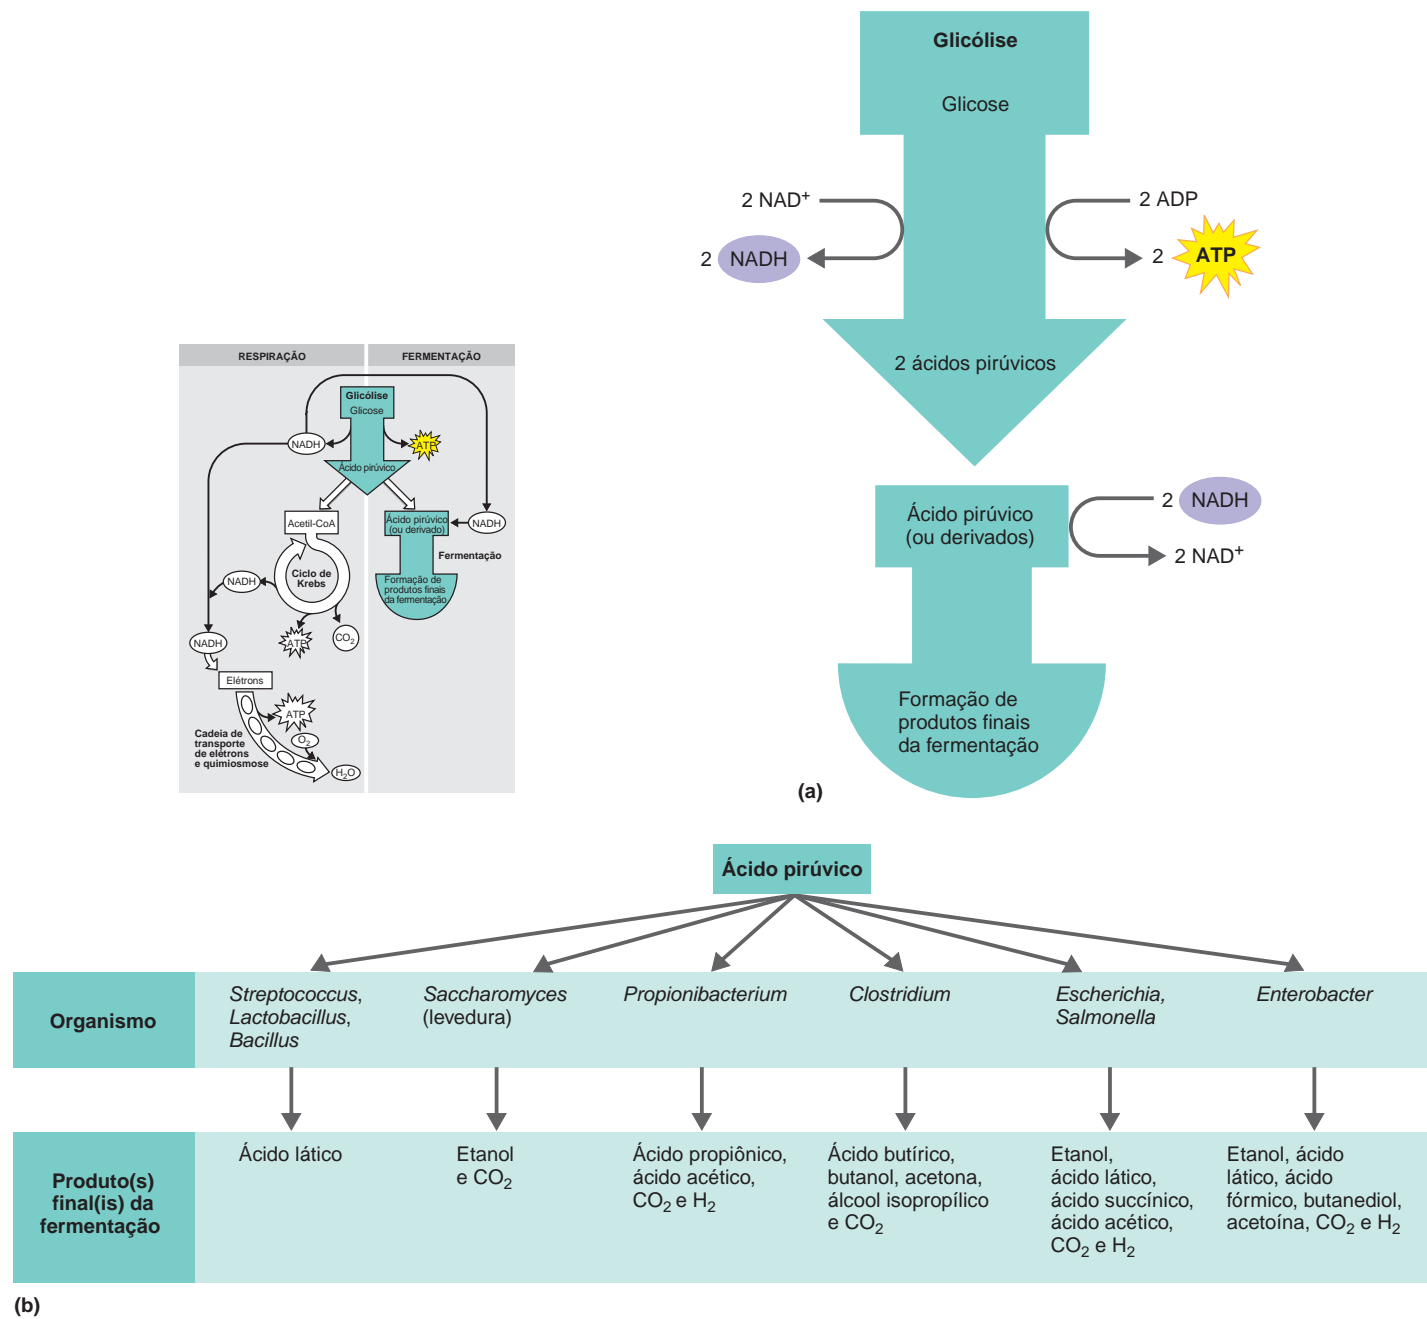 Glicólise
Glicose
2 NAD⁺
2 ADP
2 NADH
2 ATP
2 ácidos pirúvicos
Ácido pirúvico
(ou derivados)
2 NADH
2 NAD⁺
Formação de
produtos finais
da fermentação
(a)
RESPIRAÇÃO
FERMENTAÇÃO
Glicólise
Glicose
NADH
ATP
Ácido pirúvico
Acetil-CoA
Ácido pirúvico
(ou derivado)
NADH
Fermentação
Ciclo de
Krebs
NADH
Formação de
produtos finais
da fermentação
NADH
ATP
CO₂
Elétrons
ATP
Cadeia de
transporte
de elétrons
e quimiosmose
O₂
H₂O
Ácido pirúvico
Organismo
Streptococcus,
Lactobacillus,
Bacillus
Saccharomyces
(levedura)
Propionibacterium
Clostridium
Escherichia,
Salmonella
Enterobacter
Produto(s)
final(is) da
fermentação
Ácido lático
Etanol
e CO₂
Ácido propiônico,
ácido acético,
CO₂ e H₂
Ácido butírico,
butanol, acetona,
álcool isopropílico
e CO₂
Etanol,
ácido lático,
ácido succínico,
ácido acético,
CO₂ e H₂
Etanol, ácido
lático, ácido
fórmico, butanediol,
acetoína, CO₂ e H₂
(b)